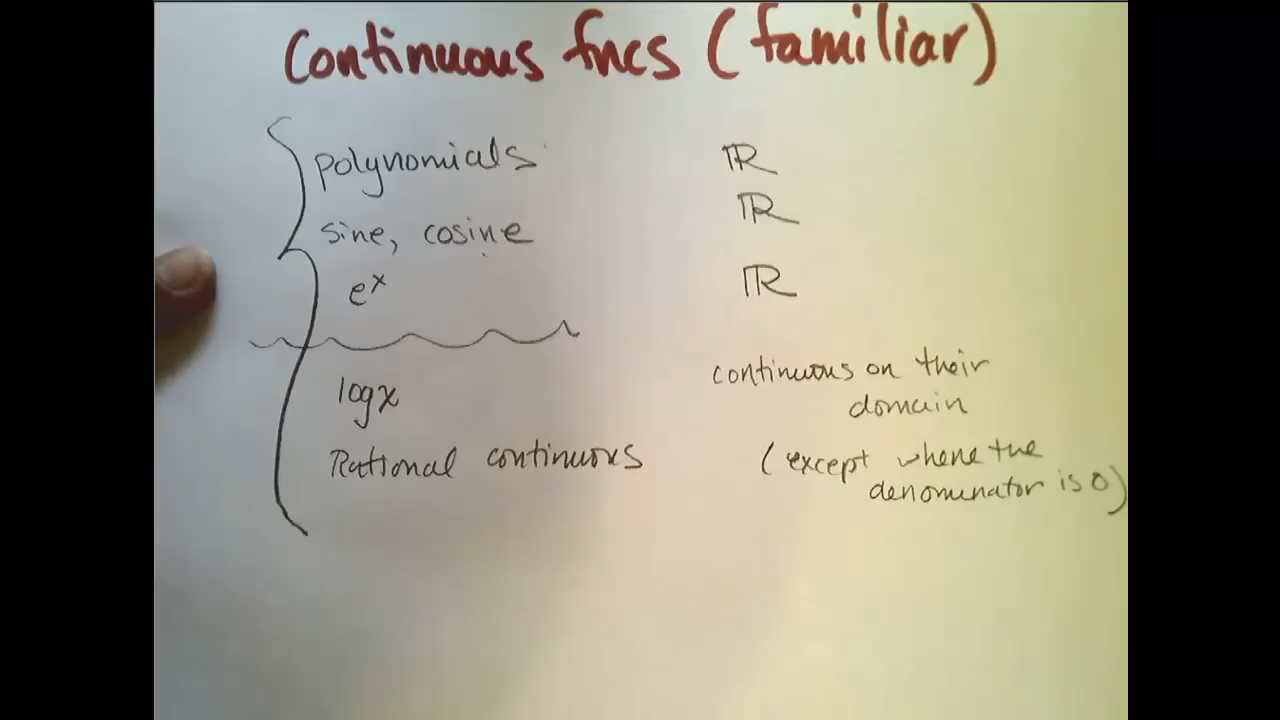 Continuous fncs (familiar)
polynomials ℝ
sine, cosine ℝ
eˣ ℝ
log x continuous on their
domain
Rational continuous (except where the
denominator is 0)